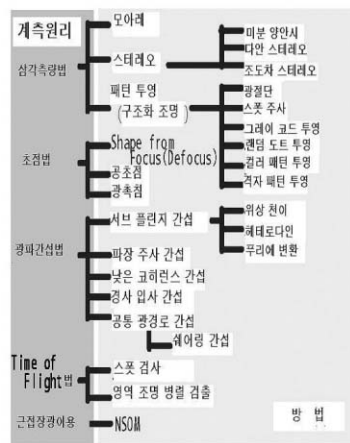 계측원리
모아레
삼각측량법
스테레오
미분 양안시
다안 스테레오
조도차 스테레오
패턴 투영
(구조화 조명)
광절단
스폿 주사
그레이 코드 투영
랜덤 도트 투영
컬러 패턴 투영
격자 패턴 투영
초점법
Shape from
Focus(Defocus)
공초점
광촉침
광파간섭법
서브 플린지 간섭
위상 천이
헤테로다인
푸리에 변환
파장 주사 간섭
낮은 코히런스 간섭
경사 입사 간섭
공통 광경로 간섭
쉐어링 간섭
Time of
Flight법
스폿 검사
영역 조명 병렬 검출
근접장광이용
NSOM
방 법